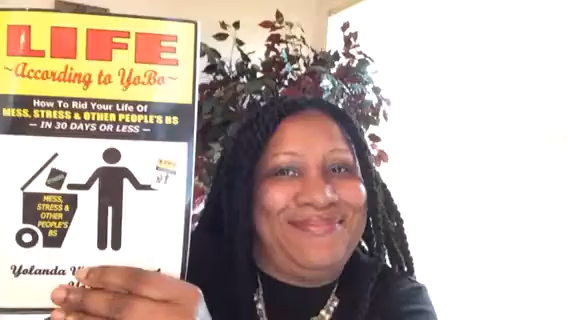 LIFE
~According to YoBo~
How To Rid Your Life Of
MESS, STRESS & OTHER PEOPLE'S BS
— IN 30 DAYS OR LESS —
MESS,
STRESS &
OTHER
PEOPLE'S
BS
Yolanda